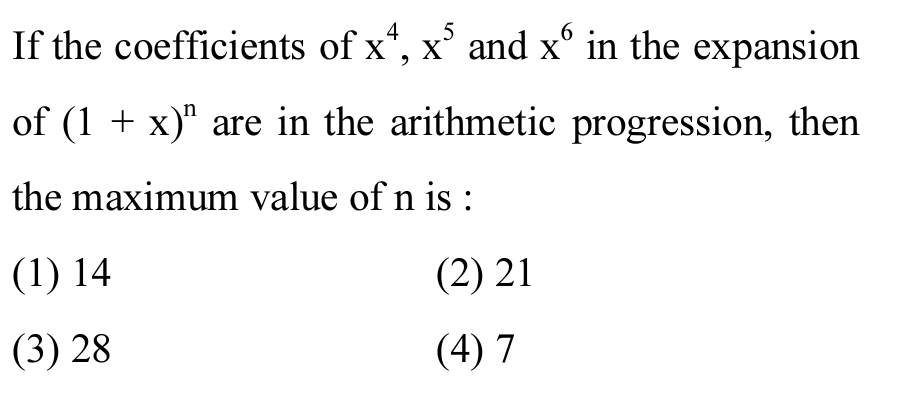 If the coefficients of x⁴, x⁵ and x⁶ in the expansion
of (1 + x)ⁿ are in the arithmetic progression, then
the maximum value of n is :
(1) 14 (2) 21
(3) 28 (4) 7